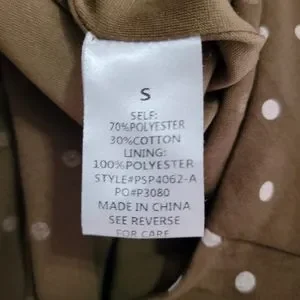 S
SELF:
70%POLYESTER
30%COTTON
LINING:
100%POLYESTER
STYLE#PSP4062-A
PO#P3080
MADE IN CHINA
SEE REVERSE
FOR CARE